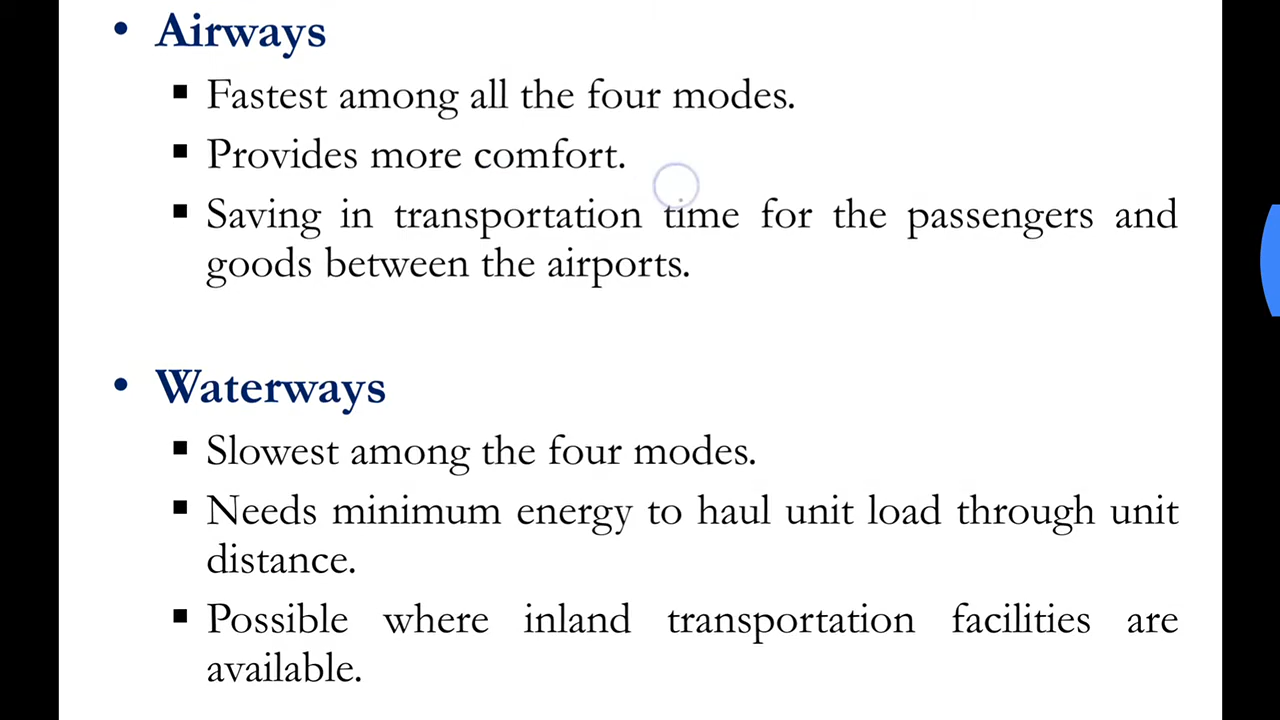 • Airways
▪ Fastest among all the four modes.
▪ Provides more comfort.
▪ Saving in transportation time for the passengers and
goods between the airports.
• Waterways
▪ Slowest among the four modes.
▪ Needs minimum energy to haul unit load through unit
distance.
▪ Possible where inland transportation facilities are
available.